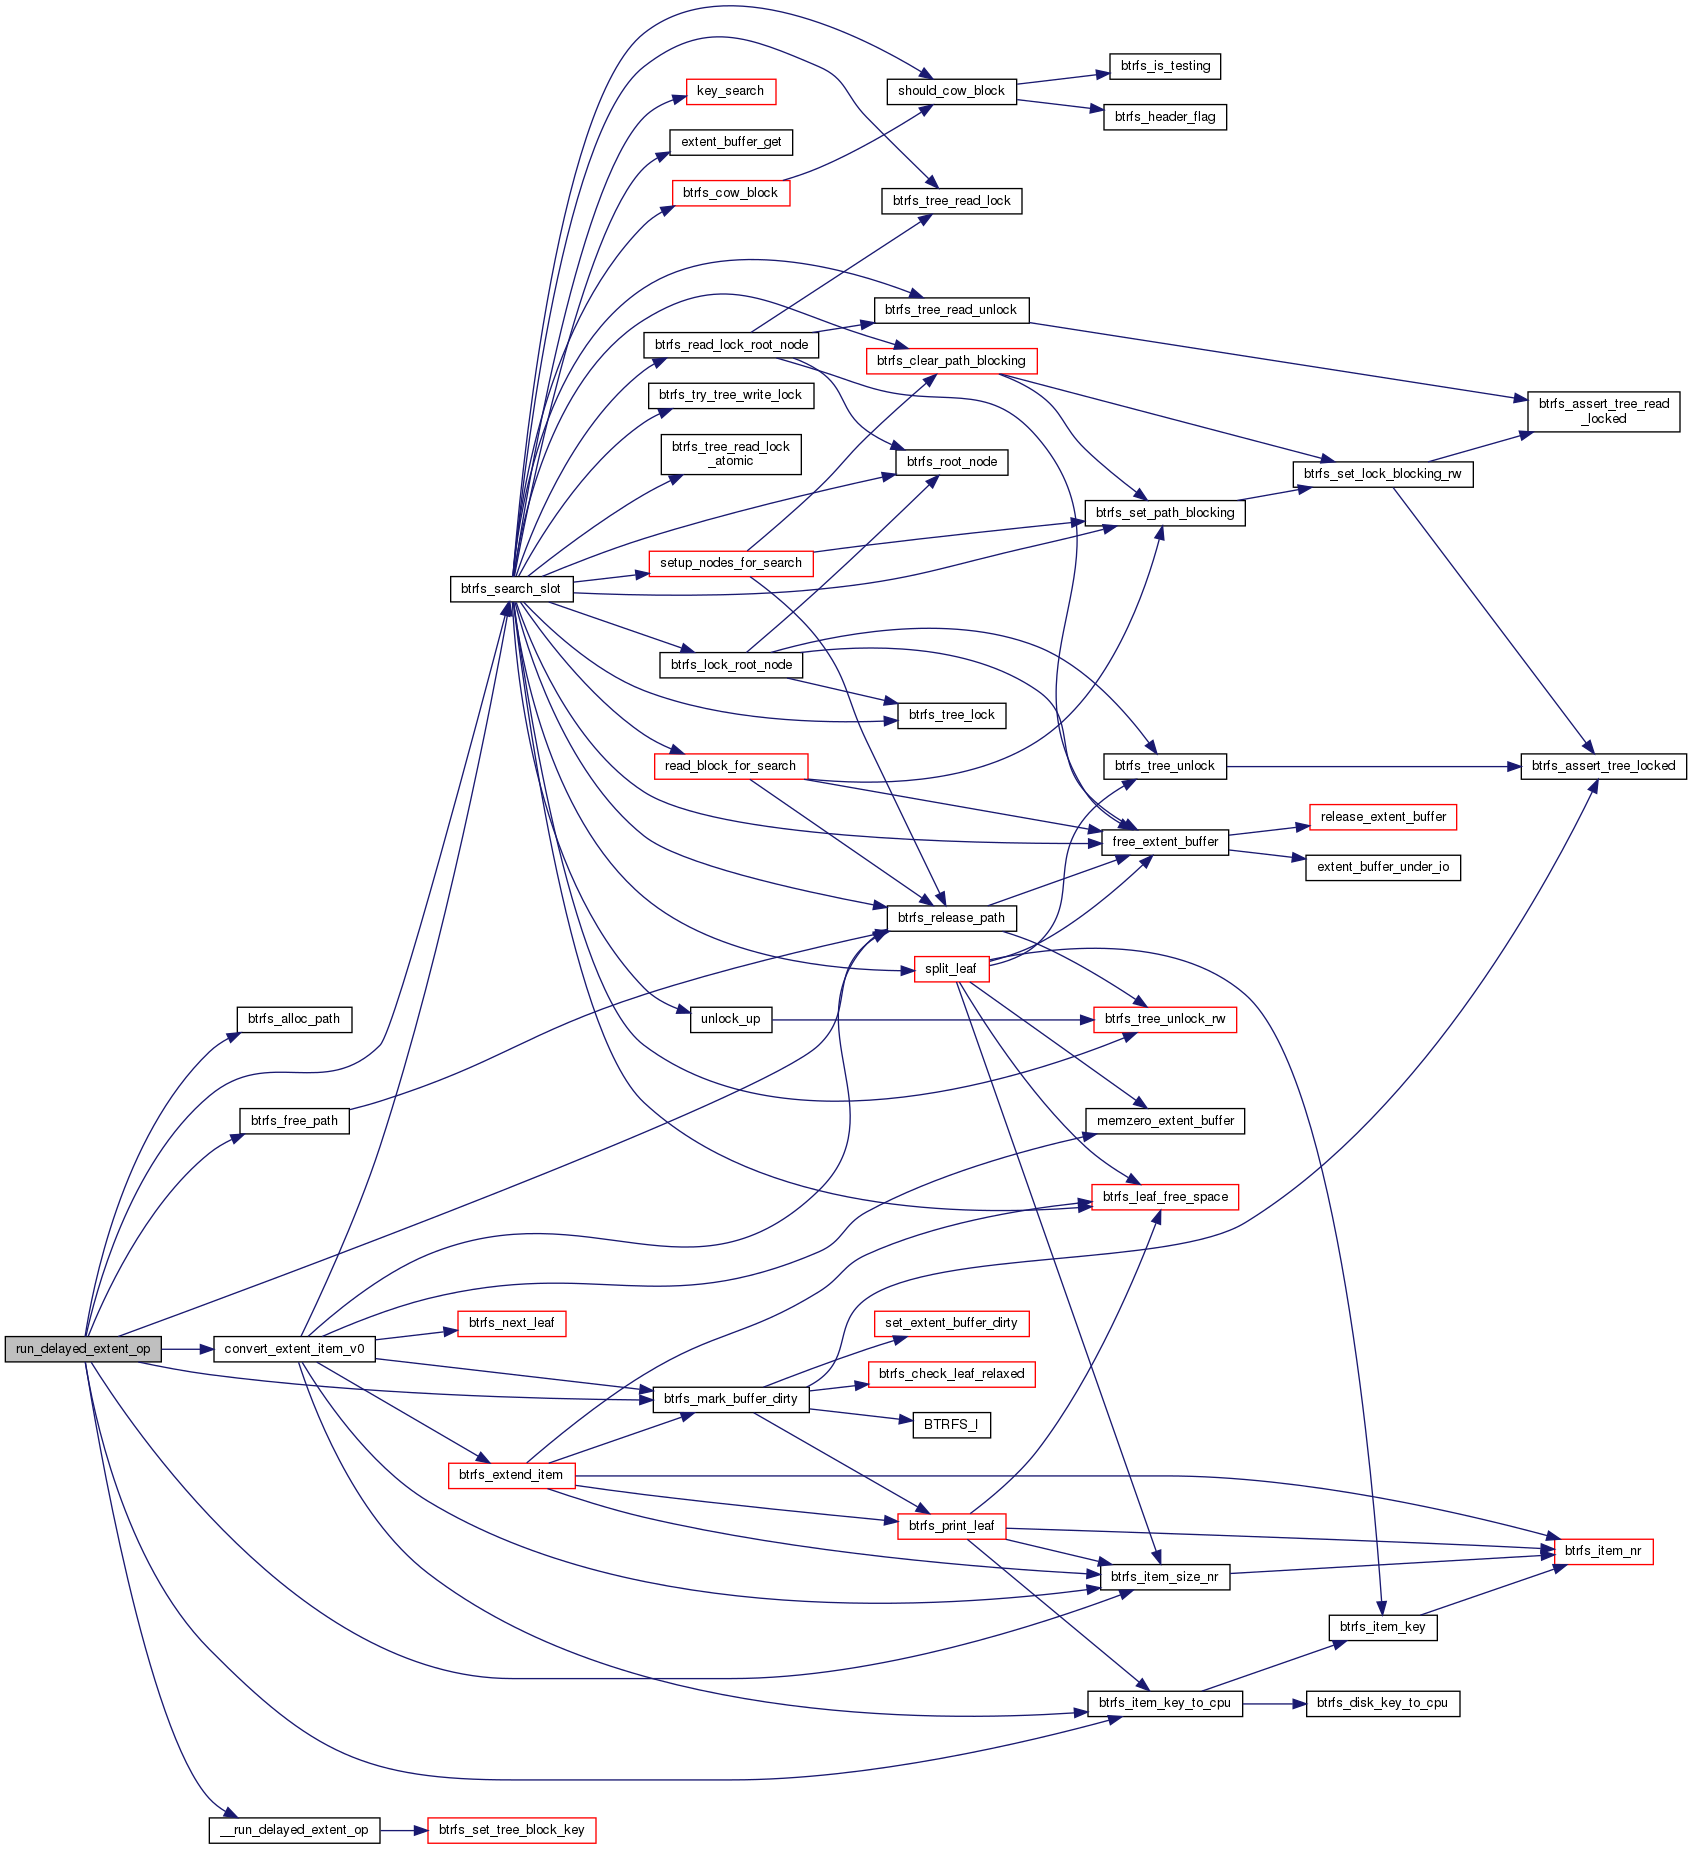 btrfs_is_testing
key_search
should_cow_block
btrfs_header_flag
extent_buffer_get
btrfs_cow_block
btrfs_tree_read_lock
btrfs_tree_read_unlock
btrfs_read_lock_root_node
btrfs_clear_path_blocking
btrfs_try_tree_write_lock
btrfs_assert_tree_read
_locked
btrfs_tree_read_lock
_atomic
btrfs_root_node
btrfs_set_lock_blocking_rw
btrfs_set_path_blocking
setup_nodes_for_search
btrfs_search_slot
btrfs_lock_root_node
btrfs_tree_lock
read_block_for_search
btrfs_tree_unlock
btrfs_assert_tree_locked
release_extent_buffer
free_extent_buffer
extent_buffer_under_io
btrfs_release_path
split_leaf
btrfs_alloc_path
unlock_up
btrfs_tree_unlock_rw
btrfs_free_path
memzero_extent_buffer
btrfs_leaf_free_space
btrfs_next_leaf
set_extent_buffer_dirty
run_delayed_extent_op
convert_extent_item_v0
btrfs_check_leaf_relaxed
btrfs_mark_buffer_dirty
BTRFS_I
btrfs_extend_item
btrfs_print_leaf
btrfs_item_nr
btrfs_item_size_nr
btrfs_item_key
btrfs_item_key_to_cpu
btrfs_disk_key_to_cpu
__run_delayed_extent_op
btrfs_set_tree_block_key